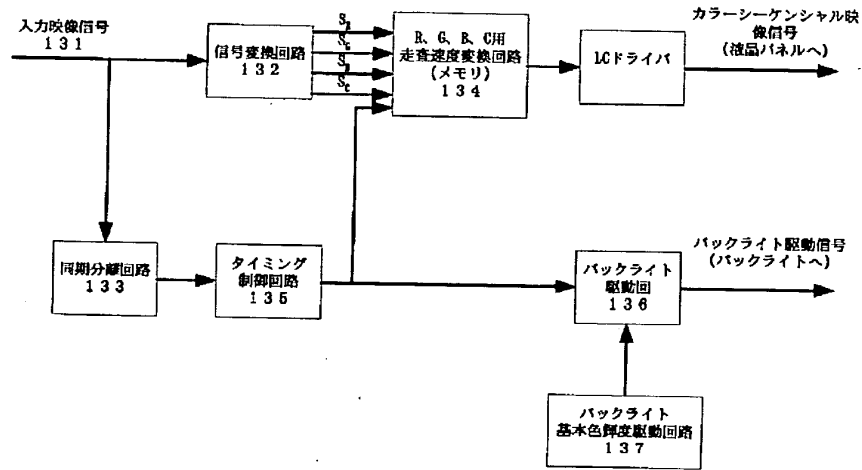 入力映像信号
131
信号変換回路
132
S_R
S_G
S_B
S_C
R、G、B、C用
走査速度変換回路
(メモリ)
134
LCドライバ
カラーシーケンシャル映
像信号
(液晶パネルへ)
同期分離回路
133
タイミング
制御回路
135
バックライト
駆動回
136
バックライト駆動信号
(バックライトへ)
バックライト
基本色輝度駆動回路
137